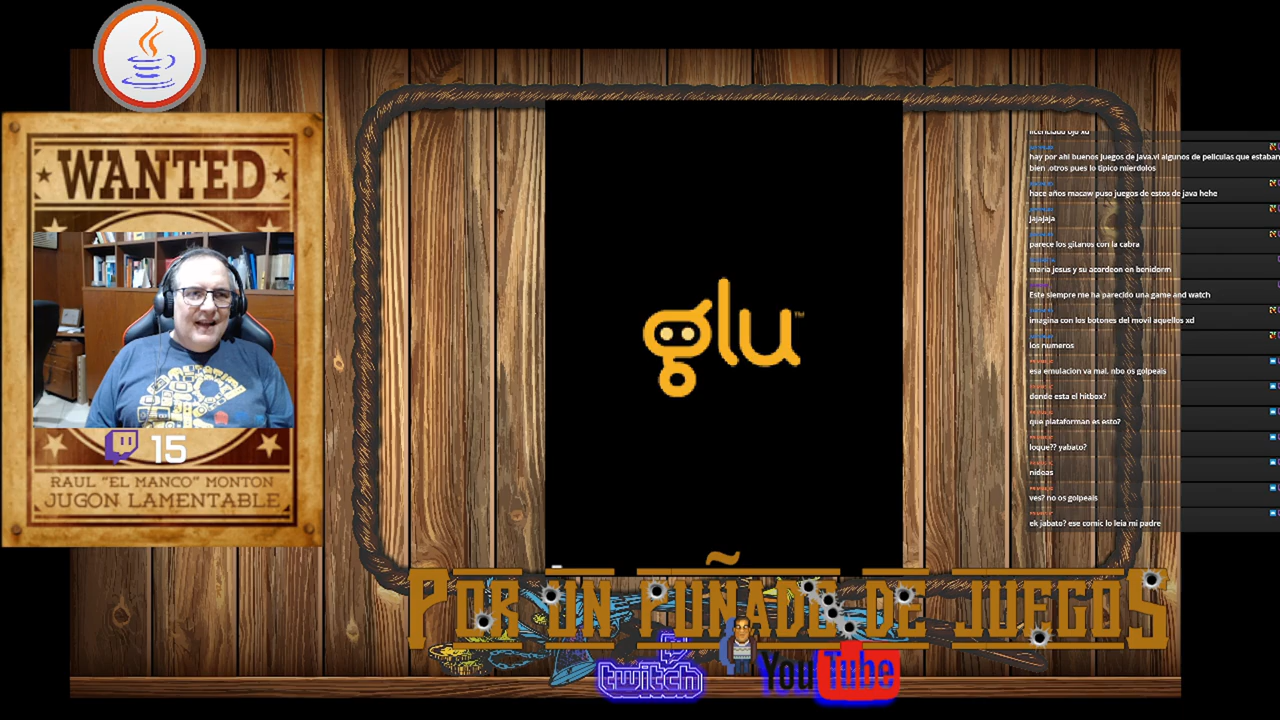 WANTED
15
RAUL "EL MANCO" MONTON
JUGON LAMENTABLE
glu™
licenciado ojo xd
hay por ahi buenos juegos de java.vi algunos de peliculas que estaban
bien .otros pues lo tipico mierdolos
hace años macaw puso juegos de estos de java hehe
jajajaja
parece los gitanos con la cabra
maria jesus y su acordeon en benidorm
Este siempre me ha parecido una game and watch
imagina con los botones del movil aquellos xd
los numeros
esa emulacion va mal. nbo os golpeais
donde esta el hitbox?
que plataforman es esto?
loque?? yabato?
nideas
ves? no os golpeais
ek jabato? ese comic lo leia mi padre
POR UN PUÑADO DE JUEGOS
twitch
YouTube